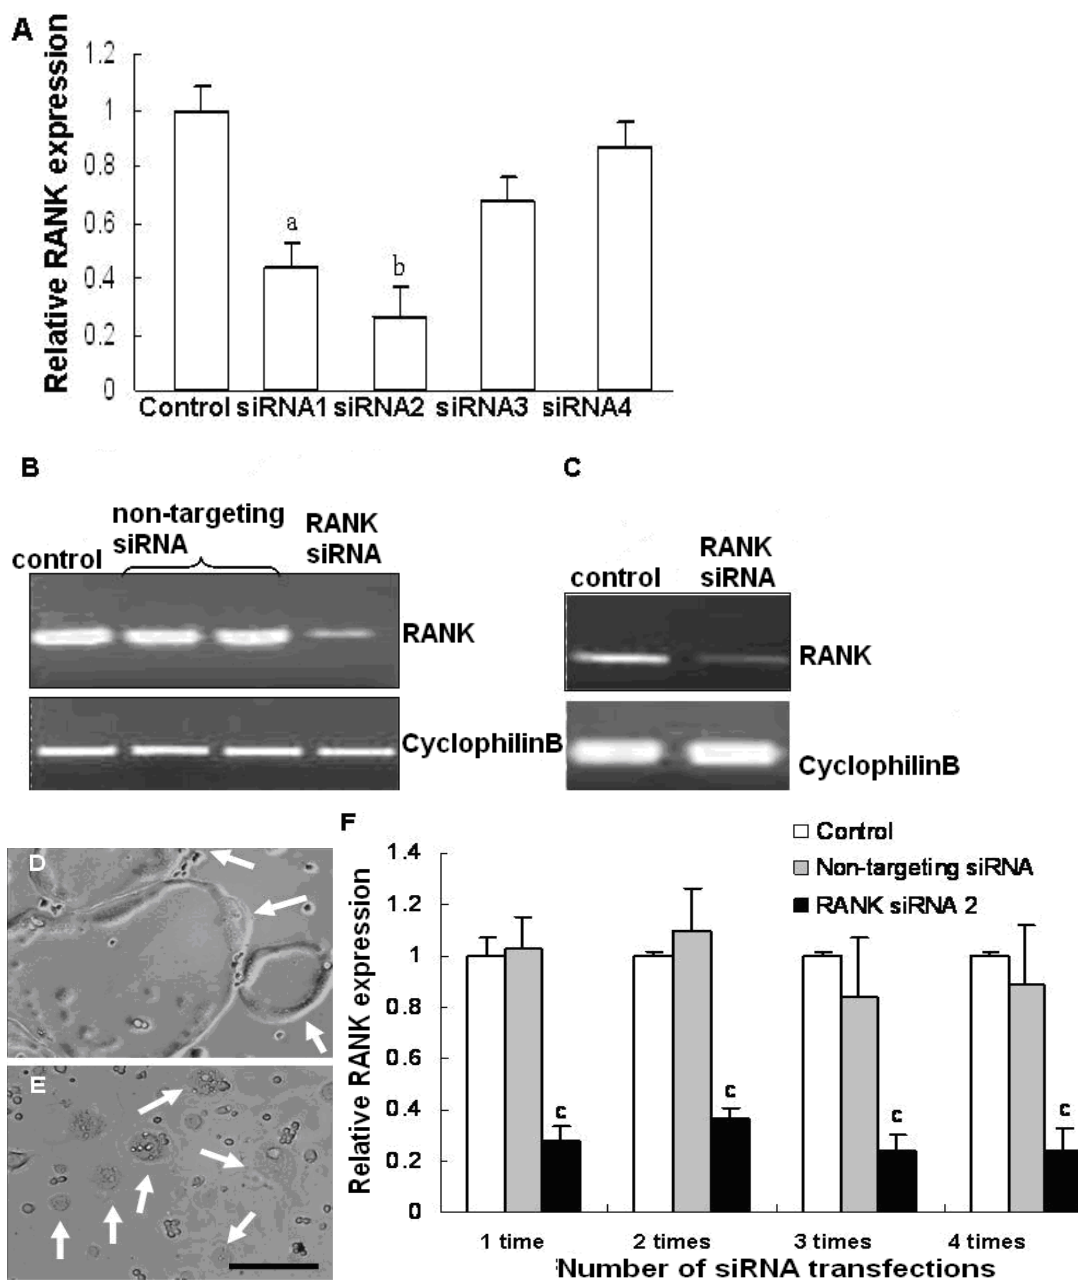 A
Relative RANK expression
1.2
1
0.8
0.6
0.4
0.2
0
a
b
Control siRNA1 siRNA2 siRNA3 siRNA4
B
non-targeting
siRNA
RANK
siRNA
control
RANK
CyclophilinB
C
RANK
siRNA
control
RANK
CyclophilinB
D
E
F
Control
Non-targeting siRNA
RANK siRNA 2
Relative RANK expression
1.4
1.2
1
0.8
0.6
0.4
0.2
0
c
c
c
c
1 time 2 times 3 times 4 times
Number of siRNA transfections